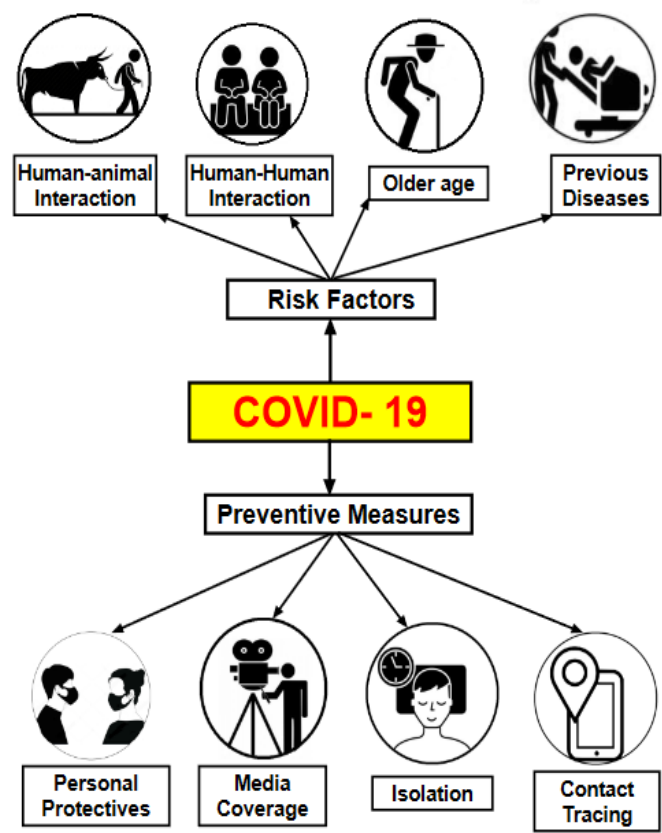 Human-animal
Interaction
Human-Human
Interaction
Older age
Previous
Diseases
Risk Factors
COVID- 19
Preventive Measures
Personal
Protectives
Media
Coverage
Isolation
Contact
Tracing